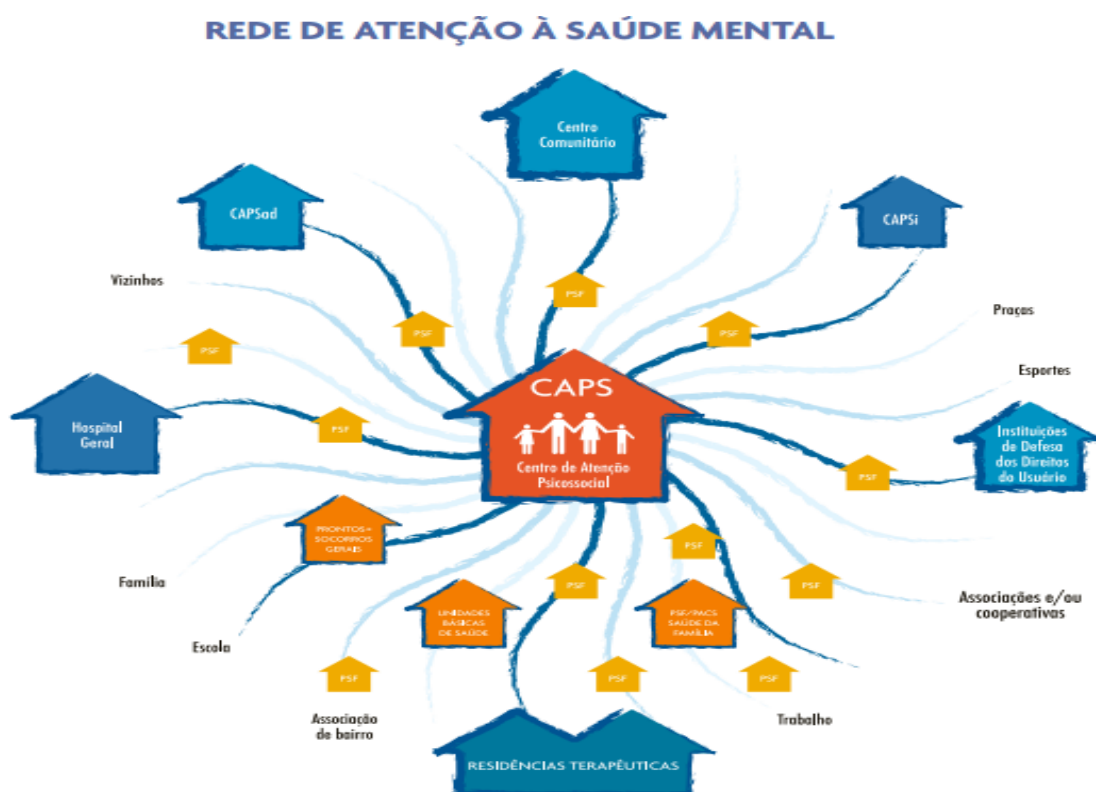 REDE DE ATENÇÃO À SAÚDE MENTAL
Centro
Comunitário
CAPSad
CAPSi
Vizinhos
PSF
PSF
PSF
PSF
Praças
Esportes
CAPS
Centro de Atenção
Psicossocial
Hospital
Geral
PSF
Instituições
de Defesa
dos Direitos
do Usuário
PSF
PRONTOS-
SOCORROS
GERAIS
PSF
Família
PSF
PSF
UNIDADES
BÁSICAS
DE SAÚDE
PSF/PACS
SAÚDE DA
FAMÍLIA
Associações e/ou
cooperativas
Escola
PSF
PSF
PSF
Associação
de bairro
Trabalho
RESIDÊNCIAS TERAPÊUTICAS